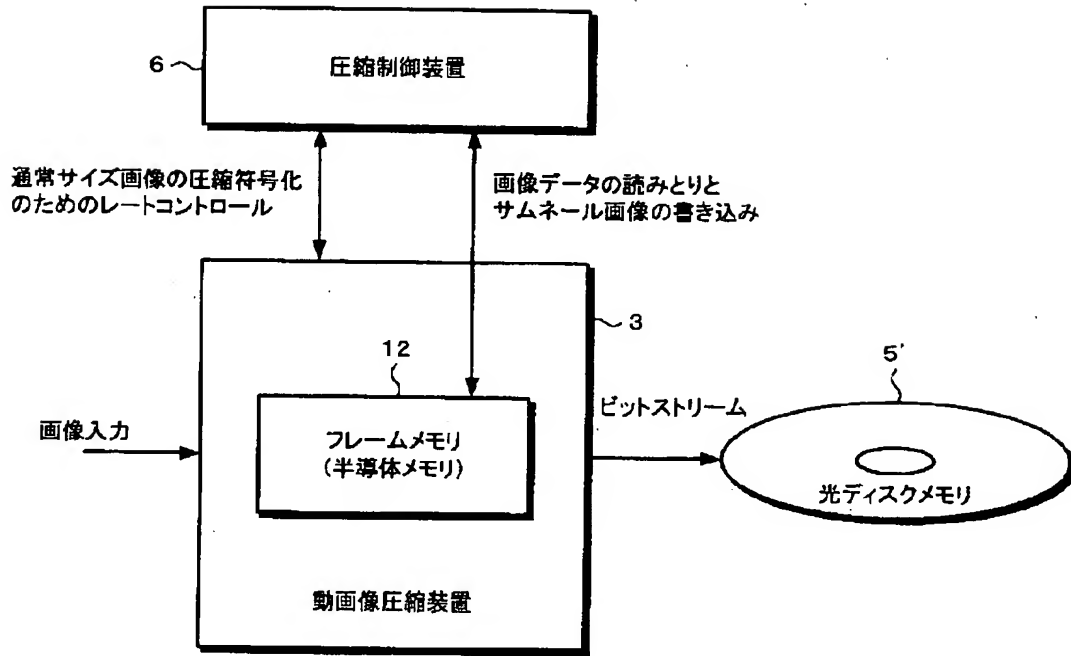 6
圧縮制御装置
通常サイズ画像の圧縮符号化
のためのレートコントロール
画像データの読みとりと
サムネール画像の書き込み
3
12
5'
画像入力
フレームメモリ
(半導体メモリ)
ビットストリーム
光ディスクメモリ
動画像圧縮装置